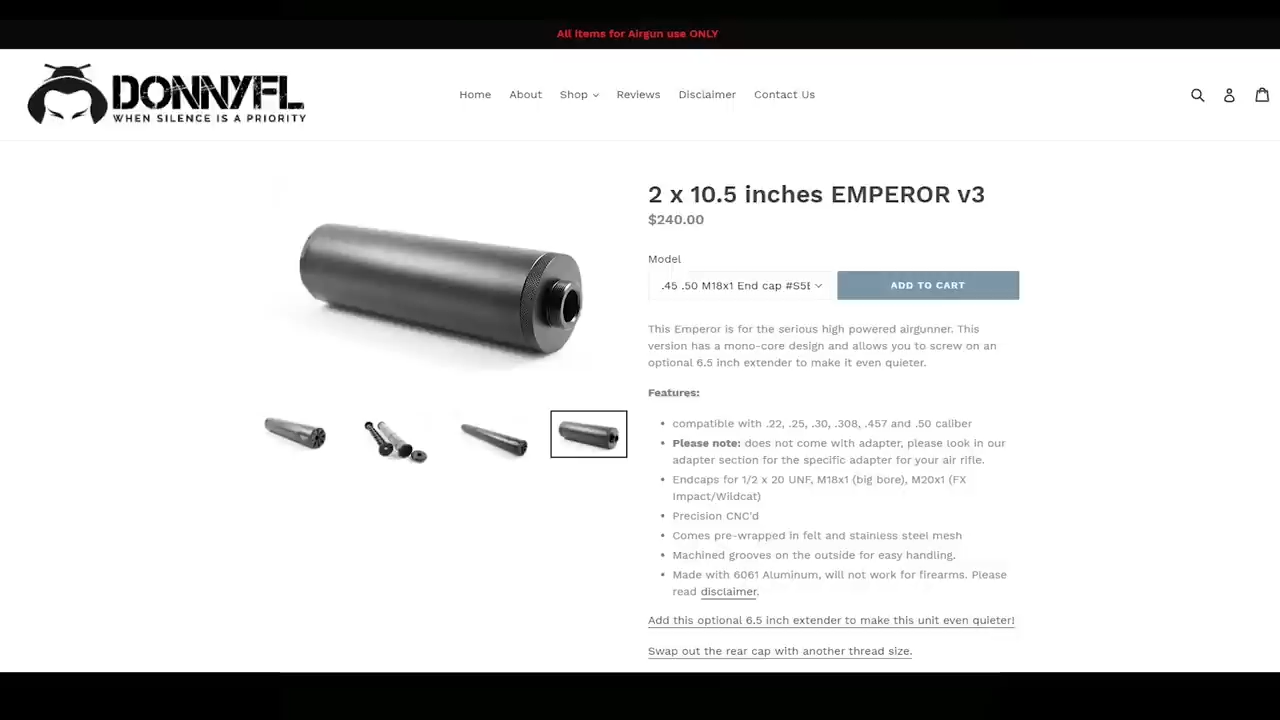 All Items for Airgun use ONLY
DONNYFL
WHEN SILENCE IS A PRIORITY
Home About Shop Reviews Disclaimer Contact Us
2 x 10.5 inches EMPEROR v3
$240.00
Model
.45 .50 M18x1 End cap #S5E
ADD TO CART
This Emperor is for the serious high powered airgunner. This
version has a mono-core design and allows you to screw on an
optional 6.5 inch extender to make it even quieter.
Features:
• compatible with .22, .25, .30, .308, .457 and .50 caliber
• Please note: does not come with adapter, please look in our
adapter section for the specific adapter for your air rifle.
• Endcaps for 1/2 x 20 UNF, M18x1 (big bore), M20x1 (FX
Impact/Wildcat)
• Precision CNC'd
• Comes pre-wrapped in felt and stainless steel mesh
• Machined grooves on the outside for easy handling.
• Made with 6061 Aluminum, will not work for firearms. Please
read disclaimer.
Add this optional 6.5 inch extender to make this unit even quieter!
Swap out the rear cap with another thread size.